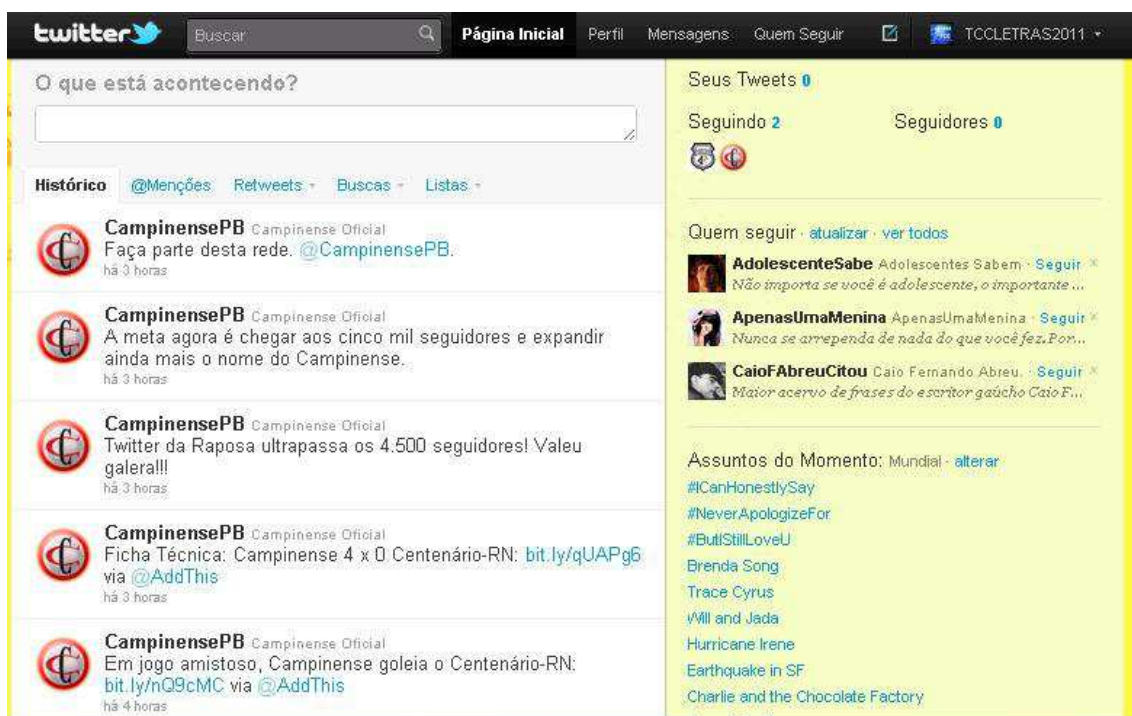 twitter
Buscar
Página Inicial
Perfil
Mensagens
Quem Seguir
TCCLETRAS2011
O que está acontecendo?
Histórico
@Menções
Retweets
Buscas
Listas
CampinensePB Campinense Oficial
Faça parte desta rede. @CampinensePB.
há 3 horas
CampinensePB Campinense Oficial
A meta agora é chegar aos cinco mil seguidores e expandir
ainda mais o nome do Campinense.
há 3 horas
CampinensePB Campinense Oficial
Twitter da Raposa ultrapassa os 4.500 seguidores! Valeu
galera!!!
há 3 horas
CampinensePB Campinense Oficial
Ficha Técnica: Campinense 4 x 0 Centenário-RN: bit.ly/qUAPg6
via @AddThis
há 3 horas
CampinensePB Campinense Oficial
Em jogo amistoso, Campinense goleia o Centenário-RN:
bit.ly/nQ9cMC via @AddThis
há 4 horas
Seus Tweets 0
Seguindo 2
Seguidores 0
Quem seguir · atualizar · ver todos
AdolescenteSabe Adolescentes Sabem · Seguir ×
Não importa se você é adolescente, o importante ...
ApenasUmaMenina ApenasUmaMenina · Seguir ×
Nunca se arrependa de nada do que você fez.Por...
CaioFAbreuCitou Caio Fernando Abreu. · Seguir ×
Maior acervo de frases do escritor gaúcho Caio F...
Assuntos do Momento: Mundial · alterar
#ICanHonestlySay
#NeverApologizeFor
#ButIStillLoveU
Brenda Song
Trace Cyrus
Will and Jada
Hurricane Irene
Earthquake in SF
Charlie and the Chocolate Factory